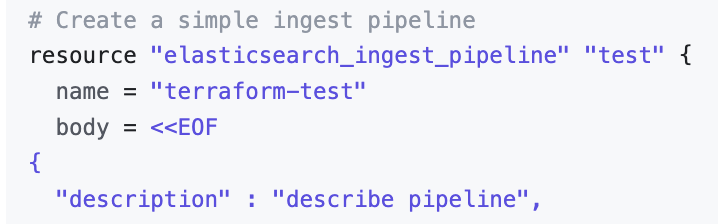 # Create a simple ingest pipeline
resource "elasticsearch_ingest_pipeline" "test" {
  name = "terraform-test"
  body = <<EOF
{
  "description" : "describe pipeline",